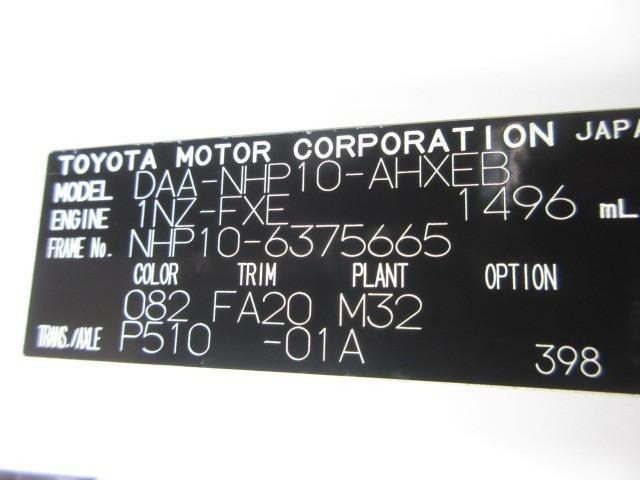 TOYOTA MOTOR CORPORATION JAPA
MODEL DAA-NHP10-AHXEB
ENGINE 1NZ-FXE 1496 mL
FRAME No. NHP10-6375665
COLOR TRIM PLANT OPTION
082 FA20 M32
TRANS./AXLE P510 -01A
398